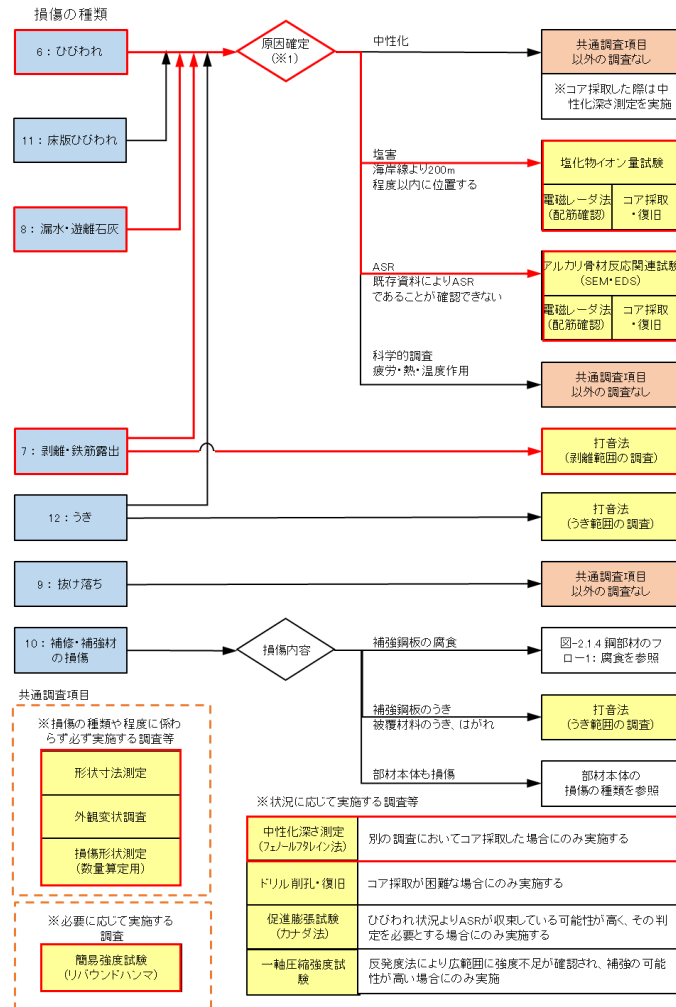 損傷の種類
6：ひびわれ
原因確定
(※1)
中性化
共通調査項目
以外の調査なし
※コア採取した際は中
性化深さ測定を実施
11：床版ひびわれ
塩害
海岸線より200m
程度以内に位置する
塩化物イオン量試験
電磁レーダ法
(配筋確認)
コア採取
・復旧
8：漏水・遊離石灰
ASR
既存資料によりASR
であることが確認できない
アルカリ骨材反応関連試験
(SEM・EDS)
電磁レーダ法
(配筋確認)
コア採取
・復旧
科学的調査
疲労・熱・温度作用
共通調査項目
以外の調査なし
7：剥離・鉄筋露出
打音法
(剥離範囲の調査)
12：うき
打音法
(うき範囲の調査)
9：抜け落ち
共通調査項目
以外の調査なし
10：補修・補強材
の損傷
損傷内容
補強鋼板の腐食
図-2.1.4 鋼部材のフ
ロー1：腐食を参照
補強鋼板のうき
被覆材料のうき、はがれ
打音法
(うき範囲の調査)
部材本体も損傷
部材本体の
損傷の種類を参照
共通調査項目
※損傷の種類や程度に係わ
らず必ず実施する調査等
形状寸法測定
外観変状調査
損傷形状測定
(数量算定用)
※必要に応じて実施する
調査
簡易強度試験
(リバウンドハンマ)
※状況に応じて実施する調査等
中性化深さ測定
(フェノールフタレイン法)
別の調査においてコア採取した場合にのみ実施する
ドリル削孔・復旧
コア採取が困難な場合にのみ実施する
促進膨張試験
(カナダ法)
ひびわれ状況よりASRが収束している可能性が高く、その判
定を必要とする場合にのみ実施する
一軸圧縮強度試
験
反発度法により広範囲に強度不足が確認され、補強の可能
性が高い場合にのみ実施